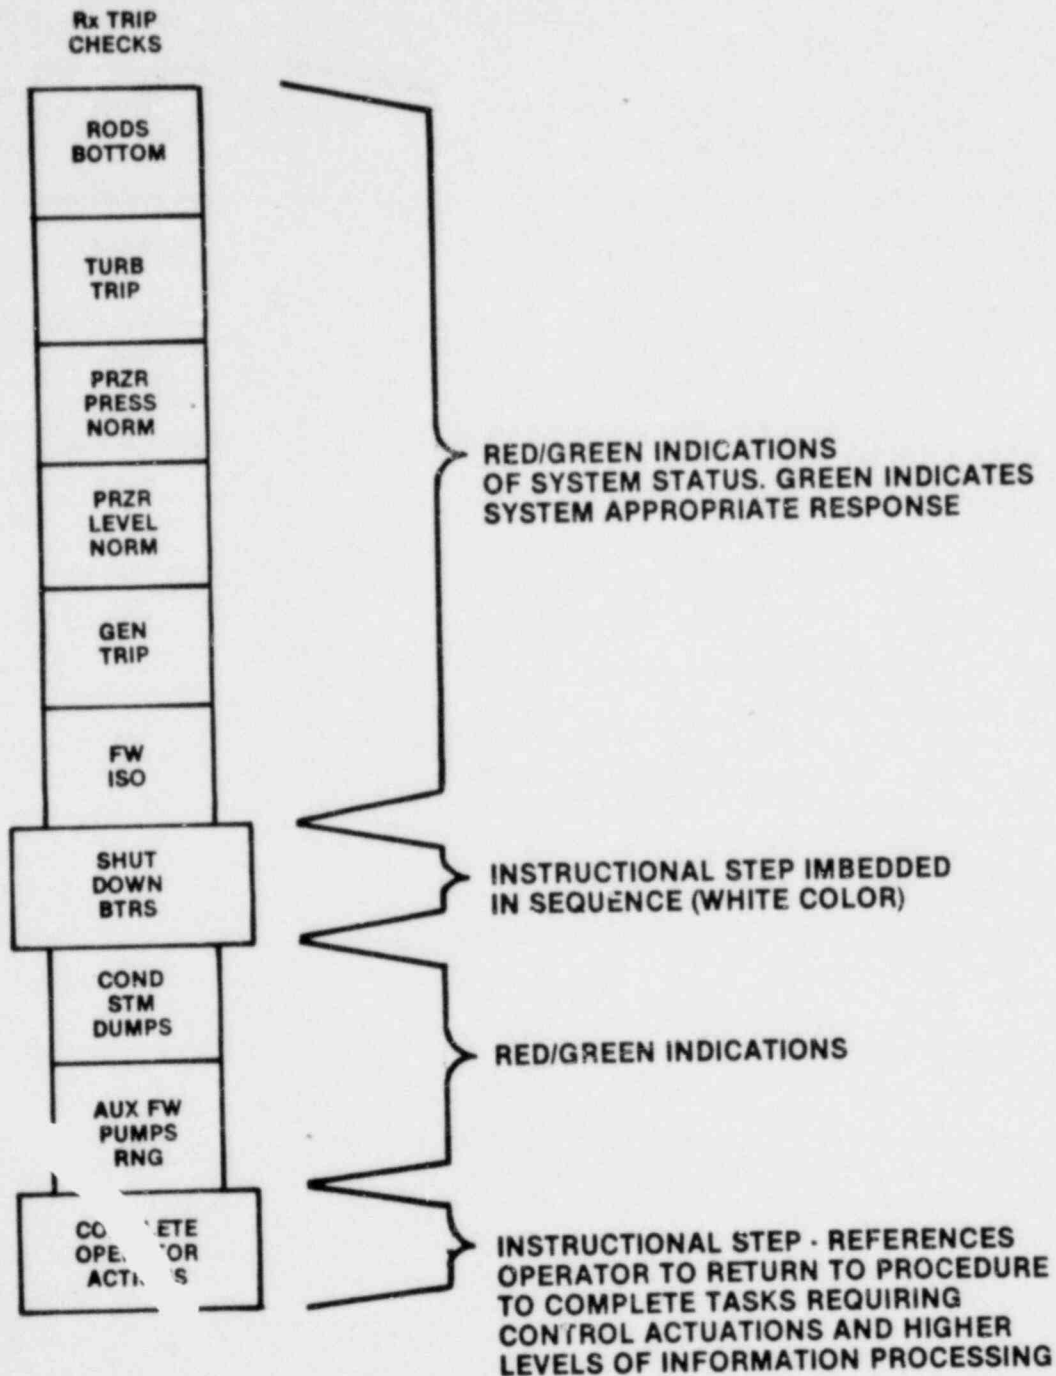 Rx TRIP
CHECKS
RODS
BOTTOM
TURB
TRIP
PRZR
PRESS
NORM
PRZR
LEVEL
NORM
GEN
TRIP
FW
ISO
RED/GREEN INDICATIONS
OF SYSTEM STATUS. GREEN INDICATES
SYSTEM APPROPRIATE RESPONSE
SHUT
DOWN
BTRS
INSTRUCTIONAL STEP IMBEDDED
IN SEQUENCE (WHITE COLOR)
COND
STM
DUMPS
AUX FW
PUMPS
RNG
RED/GREEN INDICATIONS
INSTRUCTIONAL STEP - REFERENCES
OPERATOR TO RETURN TO PROCEDURE
TO COMPLETE TASKS REQUIRING
CONTROL ACTUATIONS AND HIGHER
LEVELS OF INFORMATION PROCESSING